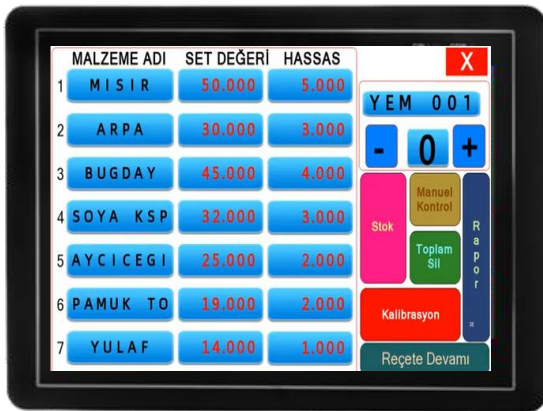 MALZEME ADI SET DEĞERİ HASSAS X
1 MISIR 50.000 5.000
YEM 001
2 ARPA 30.000 3.000
- 0 +
3 BUGDAY 45.000 4.000
Manuel Kontrol
4 SOYA KSP 32.000 3.000
Stok
Rapor
Toplam Sil
5 AYCICEGI 25.000 2.000
6 PAMUK TO 19.000 2.000
Kalibrasyon
7 YULAF 14.000 1.000
Reçete Devamı